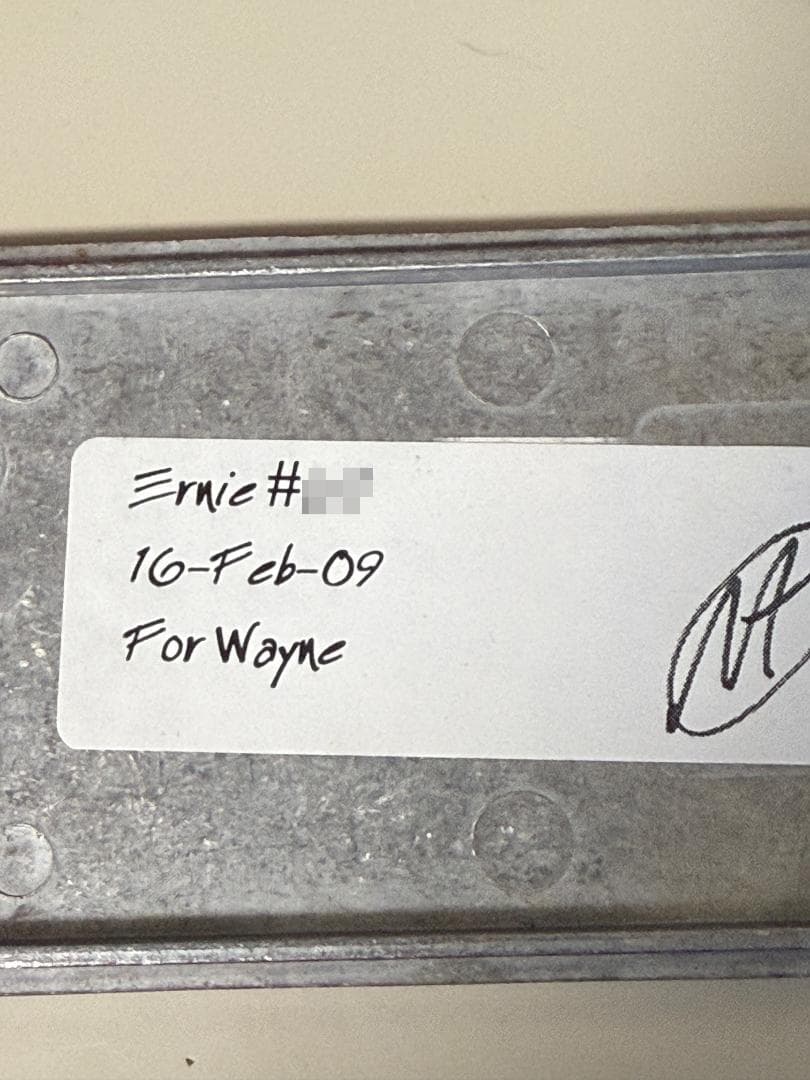 Ernie #
16-Feb-09
For Wayne